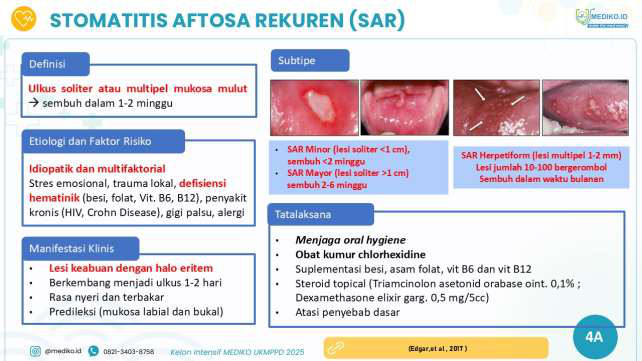 STOMATITIS AFTOSA REKUREN (SAR)
MEDIKO.ID
Definisi
Ulkus soliter atau multipel mukosa mulut
→ sembuh dalam 1-2 minggu
Etiologi dan Faktor Risiko
Idiopatik dan multifaktorial
Stres emosional, trauma lokal, defisiensi
hematinik (besi, folat, Vit. B6, B12), penyakit
kronis (HIV, Crohn Disease), gigi palsu, alergi
Manifestasi Klinis
• Lesi keabuan dengan halo eritem
• Berkembang menjadi ulkus 1-2 hari
• Rasa nyeri dan terbakar
• Predileksi (mukosa labial dan bukal)
Subtipe
• SAR Minor (lesi soliter <1 cm),
sembuh <2 minggu
• SAR Mayor (lesi soliter >1 cm)
sembuh 2-6 minggu
SAR Herpetiform (lesi multipel 1-2 mm)
Lesi jumlah 10-100 bergerombol
Sembuh dalam waktu bulanan
Tatalaksana
• Menjaga oral hygiene
• Obat kumur chlorhexidine
• Suplementasi besi, asam folat, vit B6 dan vit B12
• Steroid topical (Triamcinolon asetonid orabase oint. 0,1% ;
Dexamethasone elixir garg. 0,5 mg/5cc)
• Atasi penyebab dasar
4A
@mediko.id
0821-3403-8758
Kelon Intensif MEDIKO UKMPPD 2025
(Edgar,et al., 2017)